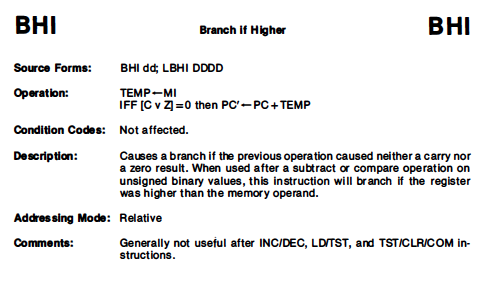 BHI Branch if Higher BHI
Source Forms: BHI dd; LBHI DDDD
Operation: TEMP←MI
IFF [C v Z]=0 then PC′←PC+TEMP
Condition Codes: Not affected.
Description: Causes a branch if the previous operation caused neither a carry nor
a zero result. When used after a subtract or compare operation on
unsigned binary values, this instruction will branch if the register
was higher than the memory operand.
Addressing Mode: Relative
Comments: Generally not useful after INC/DEC, LD/TST, and TST/CLR/COM in-
structions.